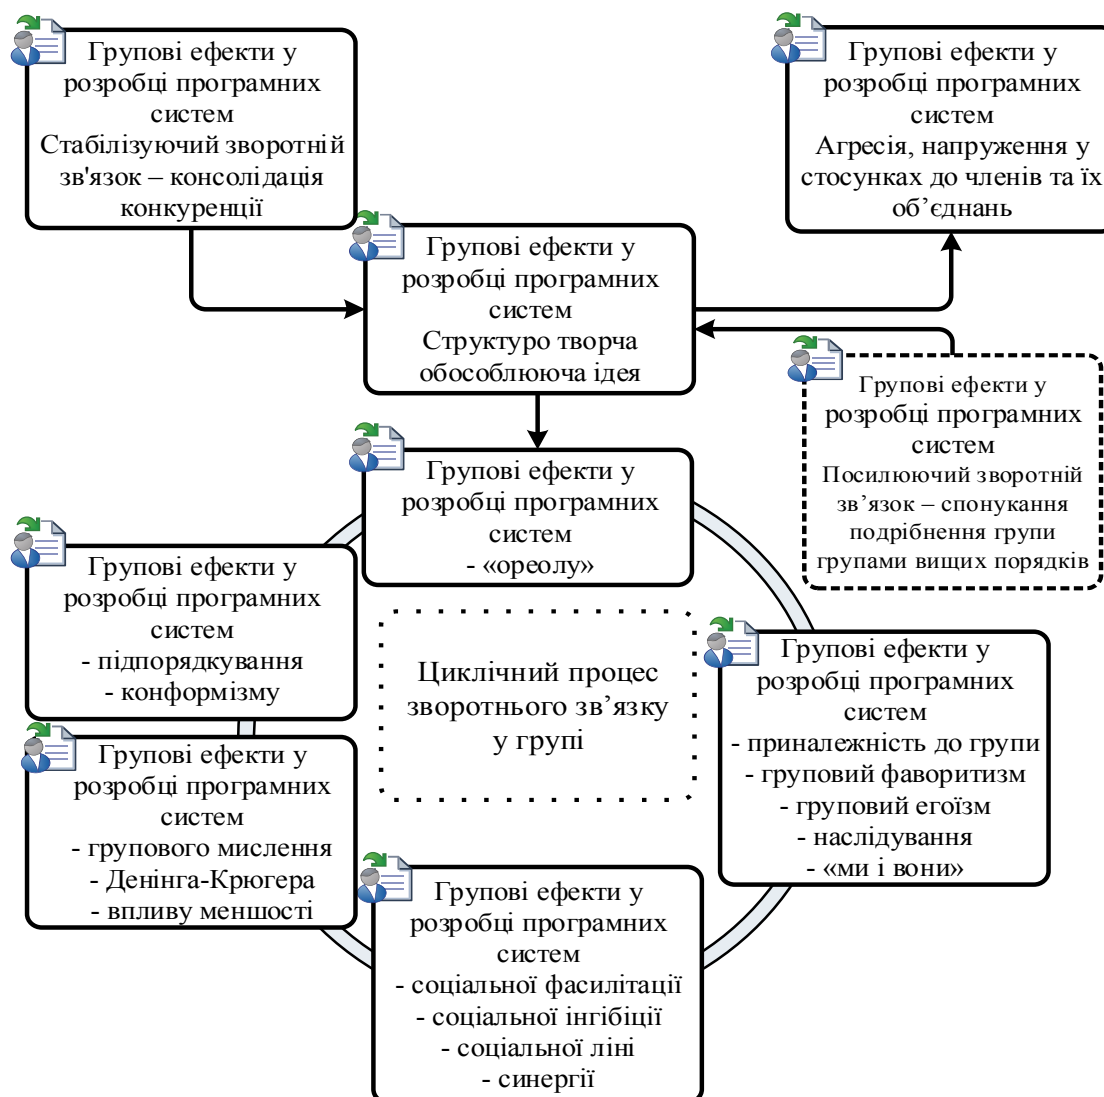 Групові ефекти у
розробці програмних
систем
Стабілізуючий зворотній
зв'язок – консолідація
конкуренції
Групові ефекти у
розробці програмних
систем
Агресія, напруження у
стосунках до членів та їх
об’єднань
Групові ефекти у
розробці програмних
систем
Структуро творча
обособлююча ідея
Групові ефекти у
розробці програмних
систем
Посилюючий зворотній
зв’язок – спонукання
подрібнення групи
групами вищих порядків
Групові ефекти у
розробці програмних
систем
- «ореолу»
Групові ефекти у
розробці програмних
систем
- підпорядкування
- конформізму
Циклічний процес
зворотнього зв’язку
у групі
Групові ефекти у
розробці програмних
систем
- приналежність до групи
- груповий фаворитизм
- груповий егоїзм
- наслідування
- «ми і вони»
Групові ефекти у
розробці програмних
систем
- групового мислення
- Денінга-Крюгера
- впливу меншості
Групові ефекти у
розробці програмних
систем
- соціальної фасилітації
- соціальної інгібіції
- соціальної ліні
- синергії